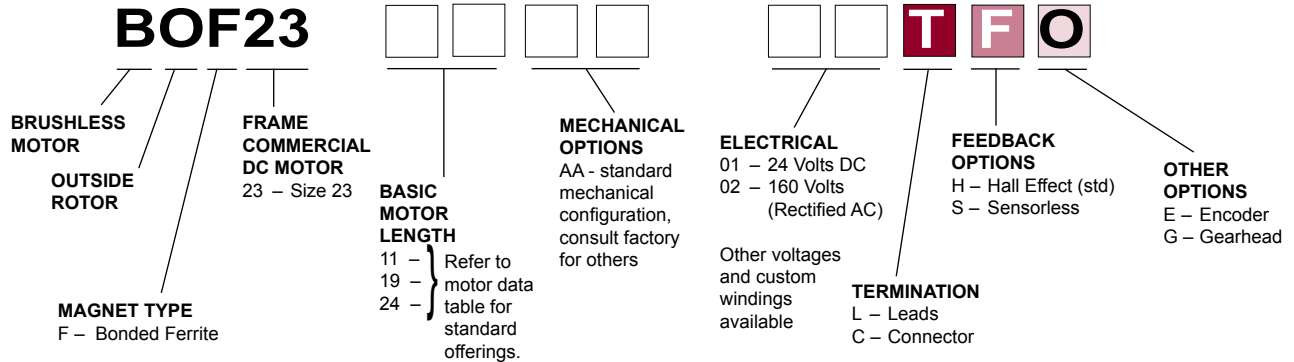 BOF23 T F O
BRUSHLESS
MOTOR
OUTSIDE
ROTOR
MAGNET TYPE
F – Bonded Ferrite
FRAME
COMMERCIAL
DC MOTOR
23 – Size 23
BASIC
MOTOR
LENGTH
11 –
19 –
24 –
}
Refer to
motor data
table for
standard
offerings.
MECHANICAL
OPTIONS
AA - standard
mechanical
configuration,
consult factory
for others
ELECTRICAL
01 – 24 Volts DC
02 – 160 Volts
(Rectified AC)
Other voltages
and custom
windings
available
TERMINATION
L – Leads
C – Connector
FEEDBACK
OPTIONS
H – Hall Effect (std)
S – Sensorless
OTHER
OPTIONS
E – Encoder
G – Gearhead